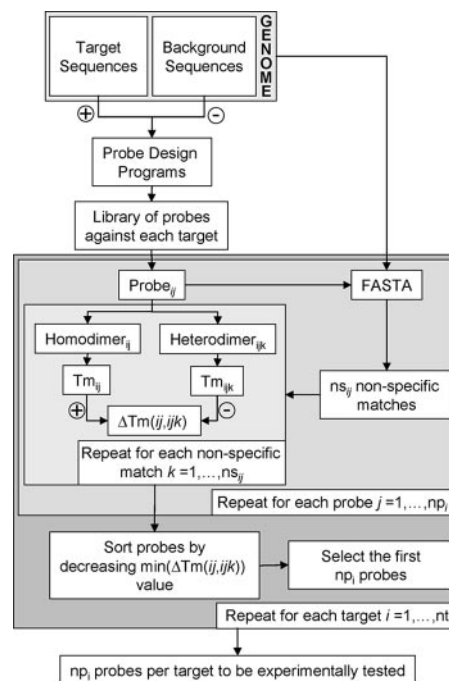 Target
Sequences
Background
Sequences
GENOME
+
-
Probe Design
Programs
Library of probes
against each target
Probe_ij
FASTA
Homodimer_ij
Heterodimer_ijk
Tm_ij
Tm_ijk
ns_ij non-specific
matches
+
-
ΔTm(ij,ijk)
Repeat for each non-specific
match k =1,...,ns_ij
Repeat for each probe j =1,...,np_i
Sort probes by
decreasing min(ΔTm(ij,ijk))
value
Select the first
np_i probes
Repeat for each target i =1,...,nt
np_i probes per target to be experimentally tested